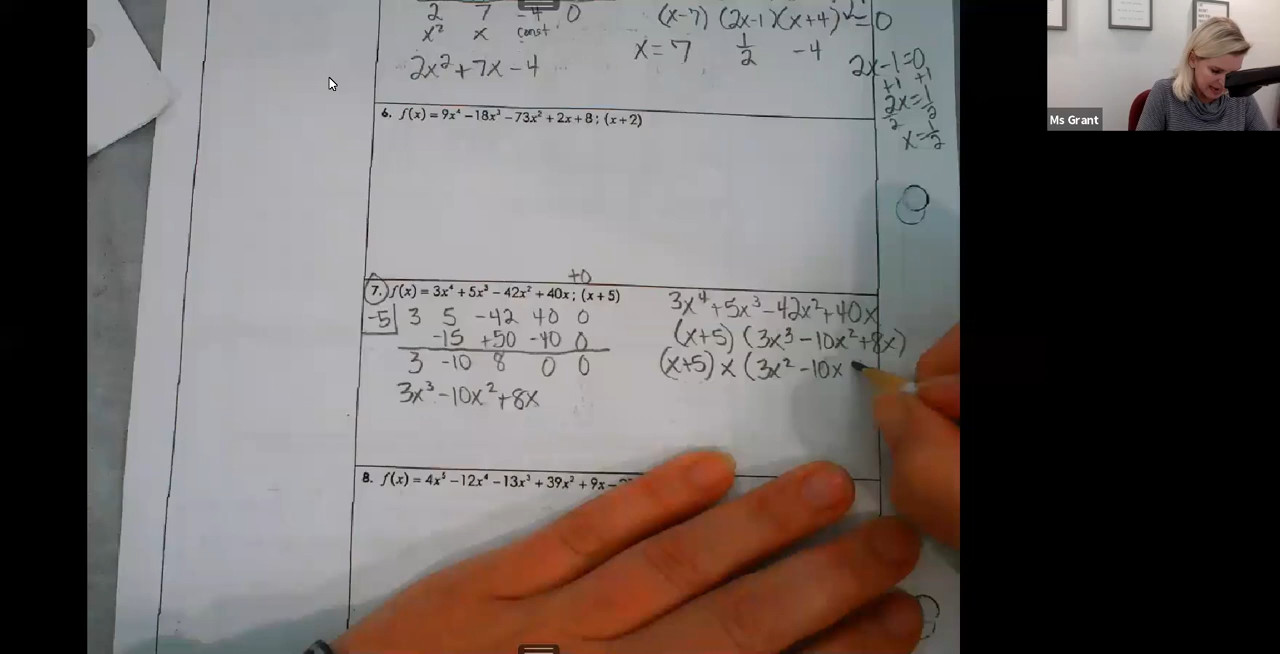 2 7 -4 0
x² x const
2x² + 7x - 4
(x-7) (2x-1)(x+4) = 0
x = 7 1/2 -4
2x-1=0
+1 +1
2x=1
2 2
x=1/2
6. f(x) = 9x⁴ − 18x³ − 73x² + 2x + 8 ; (x + 2)
+0
7. f(x) = 3x⁴ + 5x³ − 42x² + 40x ; (x + 5)
-5 3 5 -42 40 0
-15 +50 -40 0
3 -10 8 0 0
3x³ - 10x² + 8x
3x⁴ + 5x³ - 42x² + 40x
(x+5) (3x³ - 10x² + 8x)
(x+5) x (3x² - 10x
8. f(x) = 4x⁵ − 12x⁴ − 13x³ + 39x² + 9x −
Ms Grant